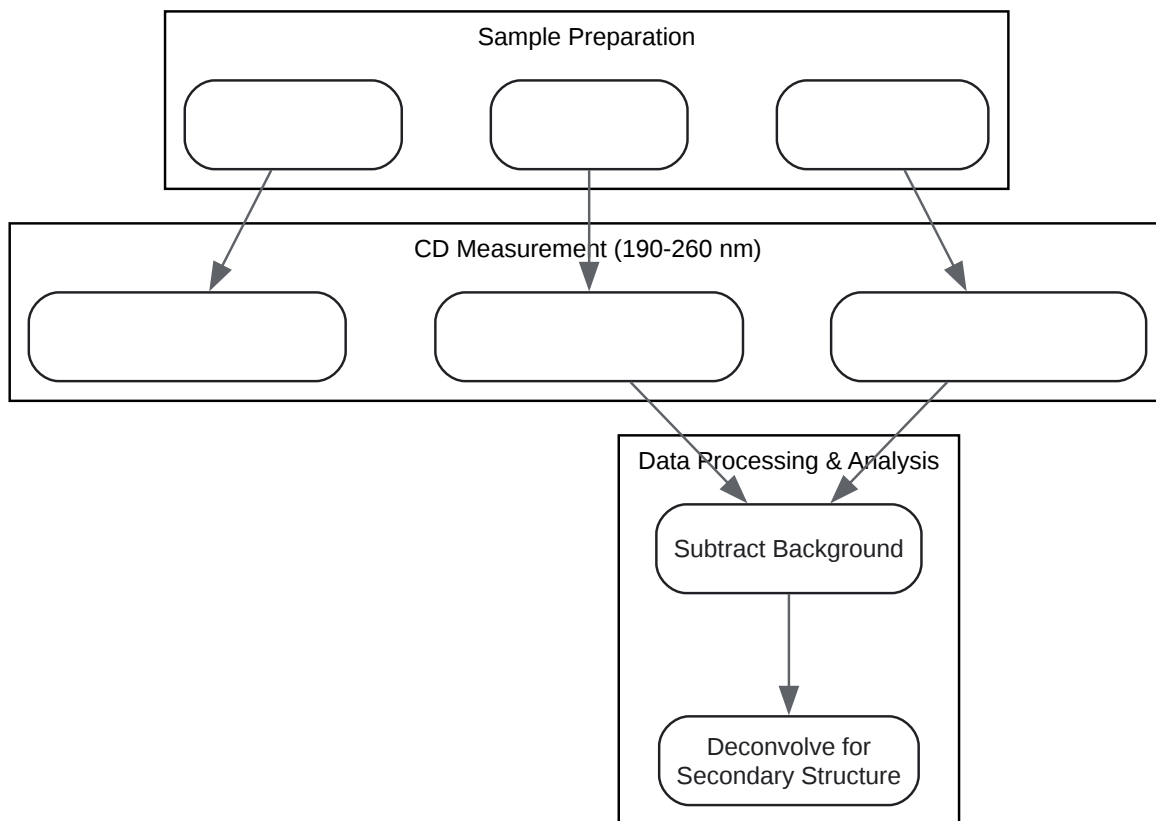 Sample Preparation
CD Measurement (190-260 nm)
Data Processing & Analysis
Subtract Background
Deconvolve for
Secondary Structure